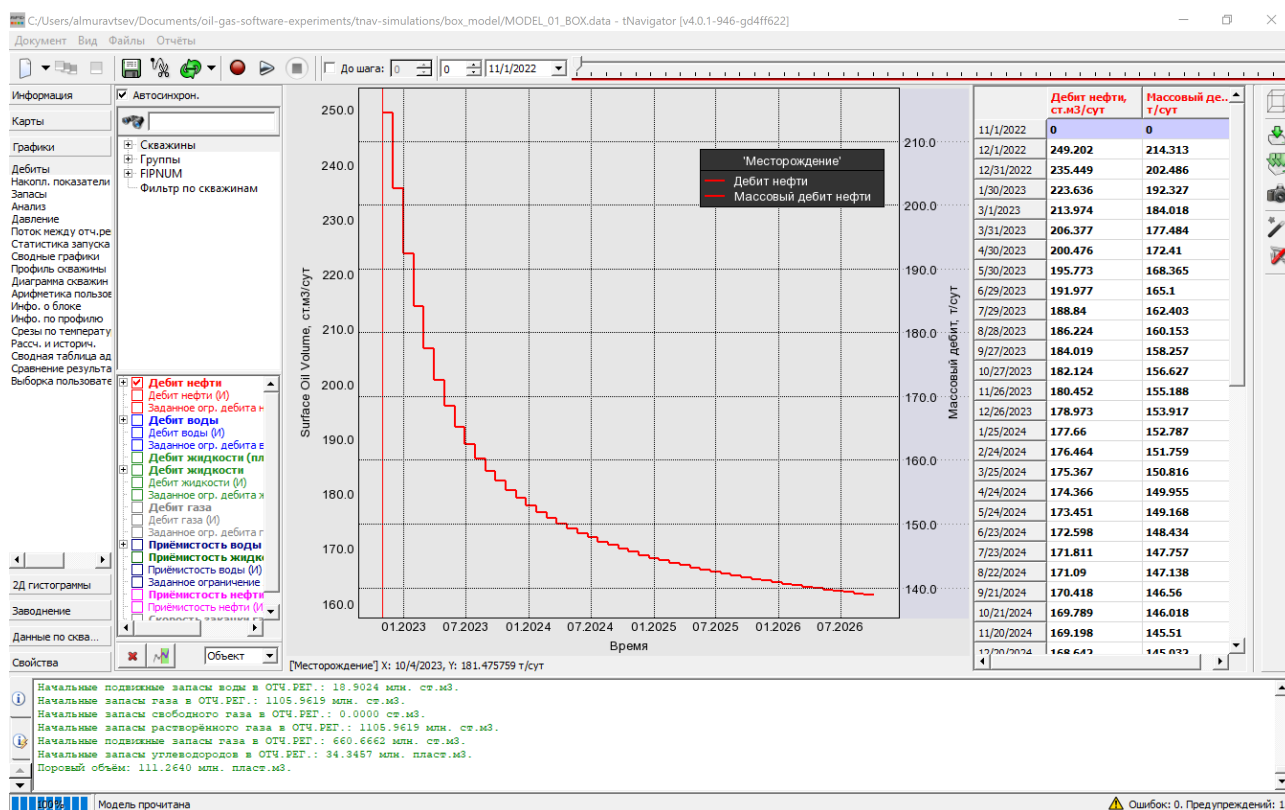 C:/Users/almuravtsev/Documents/oil-gas-software-experiments/tnav-simulations/box_model/MODEL_01_BOX.data - tNavigator [v4.0.1-946-gd4ff622]
Документ Вид Файлы Отчёты
До шага: 0 0 11/1/2022
Информация
Карты
Графики
Дебиты
Накопл. показатели
Запасы
Анализ
Давление
Поток между отч.ре
Статистика запуска
Сводные графики
Профиль скважины
Диаграмма скважин
Арифметика пользов
Инфо. о блоке
Инфо. по профилю
Срезы по температу
Рассч. и историч.
Сводная таблица ад
Сравнение результа
Выборка пользовате
2Д гистограммы
Заводнение
Данные по сква...
Свойства
Автосинхрон.
Скважины
Группы
FIPNUM
Фильтр по скважинам
Дебит нефти
Дебит нефти (И)
Заданное огр. дебита н
Дебит воды
Дебит воды (И)
Заданное огр. дебита в
Дебит жидкости (пл
Дебит жидкости
Дебит жидкости (И)
Заданное огр. дебита ж
Дебит газа
Дебит газа (И)
Заданное огр. дебита г
Приёмистость воды
Приёмистость жидк
Приёмистость воды (И)
Заданное ограничение
Приёмистость нефти
Приёмистость нефти (И
Скорость закачки га
Объект
250.0
240.0
230.0
220.0
210.0
200.0
190.0
180.0
170.0
160.0
Surface Oil Volume, ст.м3/сут
'Месторождение'
Дебит нефти
Массовый дебит нефти
210.0
200.0
190.0
180.0
170.0
160.0
150.0
140.0
Массовый дебит, т/сут
01.2023 07.2023 01.2024 07.2024 01.2025 07.2025 01.2026 07.2026
Время
['Месторождение'] X: 10/4/2023, Y: 181.475759 т/сут
Дебит нефти, Массовый де..
ст.м3/сут т/сут
11/1/2022 0 0
12/1/2022 249.202 214.313
12/31/2022 235.449 202.486
1/30/2023 223.636 192.327
3/1/2023 213.974 184.018
3/31/2023 206.377 177.484
4/30/2023 200.476 172.41
5/30/2023 195.773 168.365
6/29/2023 191.977 165.1
7/29/2023 188.84 162.403
8/28/2023 186.224 160.153
9/27/2023 184.019 158.257
10/27/2023 182.124 156.627
11/26/2023 180.452 155.188
12/26/2023 178.973 153.917
1/25/2024 177.66 152.787
2/24/2024 176.464 151.759
3/25/2024 175.367 150.816
4/24/2024 174.366 149.955
5/24/2024 173.451 149.168
6/23/2024 172.598 148.434
7/23/2024 171.811 147.757
8/22/2024 171.09 147.138
9/21/2024 170.418 146.56
10/21/2024 169.789 146.018
11/20/2024 169.198 145.51
12/20/2024 168.642 145.032
Начальные подвижные запасы воды в ОТЧ.РЕГ.: 18.9024 млн. ст.м3.
Начальные запасы газа в ОТЧ.РЕГ.: 1105.9619 млн. ст.м3.
Начальные запасы свободного газа в ОТЧ.РЕГ.: 0.0000 ст.м3.
Начальные запасы растворённого газа в ОТЧ.РЕГ.: 1105.9619 млн. ст.м3.
Начальные подвижные запасы газа в ОТЧ.РЕГ.: 660.6662 млн. ст.м3.
Начальные запасы углеводородов в ОТЧ.РЕГ.: 34.3457 млн. пласт.м3.
Поровый объём: 111.2640 млн. пласт.м3.
100% Модель прочитана
Ошибок: 0. Предупреждений: 1